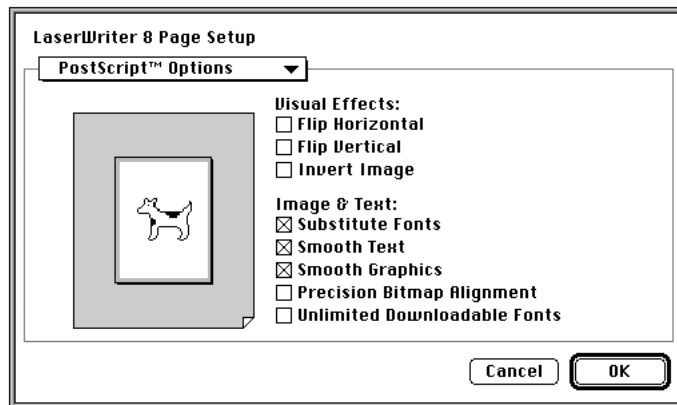 LaserWriter 8 Page Setup
PostScript™ Options
Visual Effects:
Flip Horizontal
Flip Vertical
Invert Image
Image & Text:
Substitute Fonts
Smooth Text
Smooth Graphics
Precision Bitmap Alignment
Unlimited Downloadable Fonts
Cancel
OK